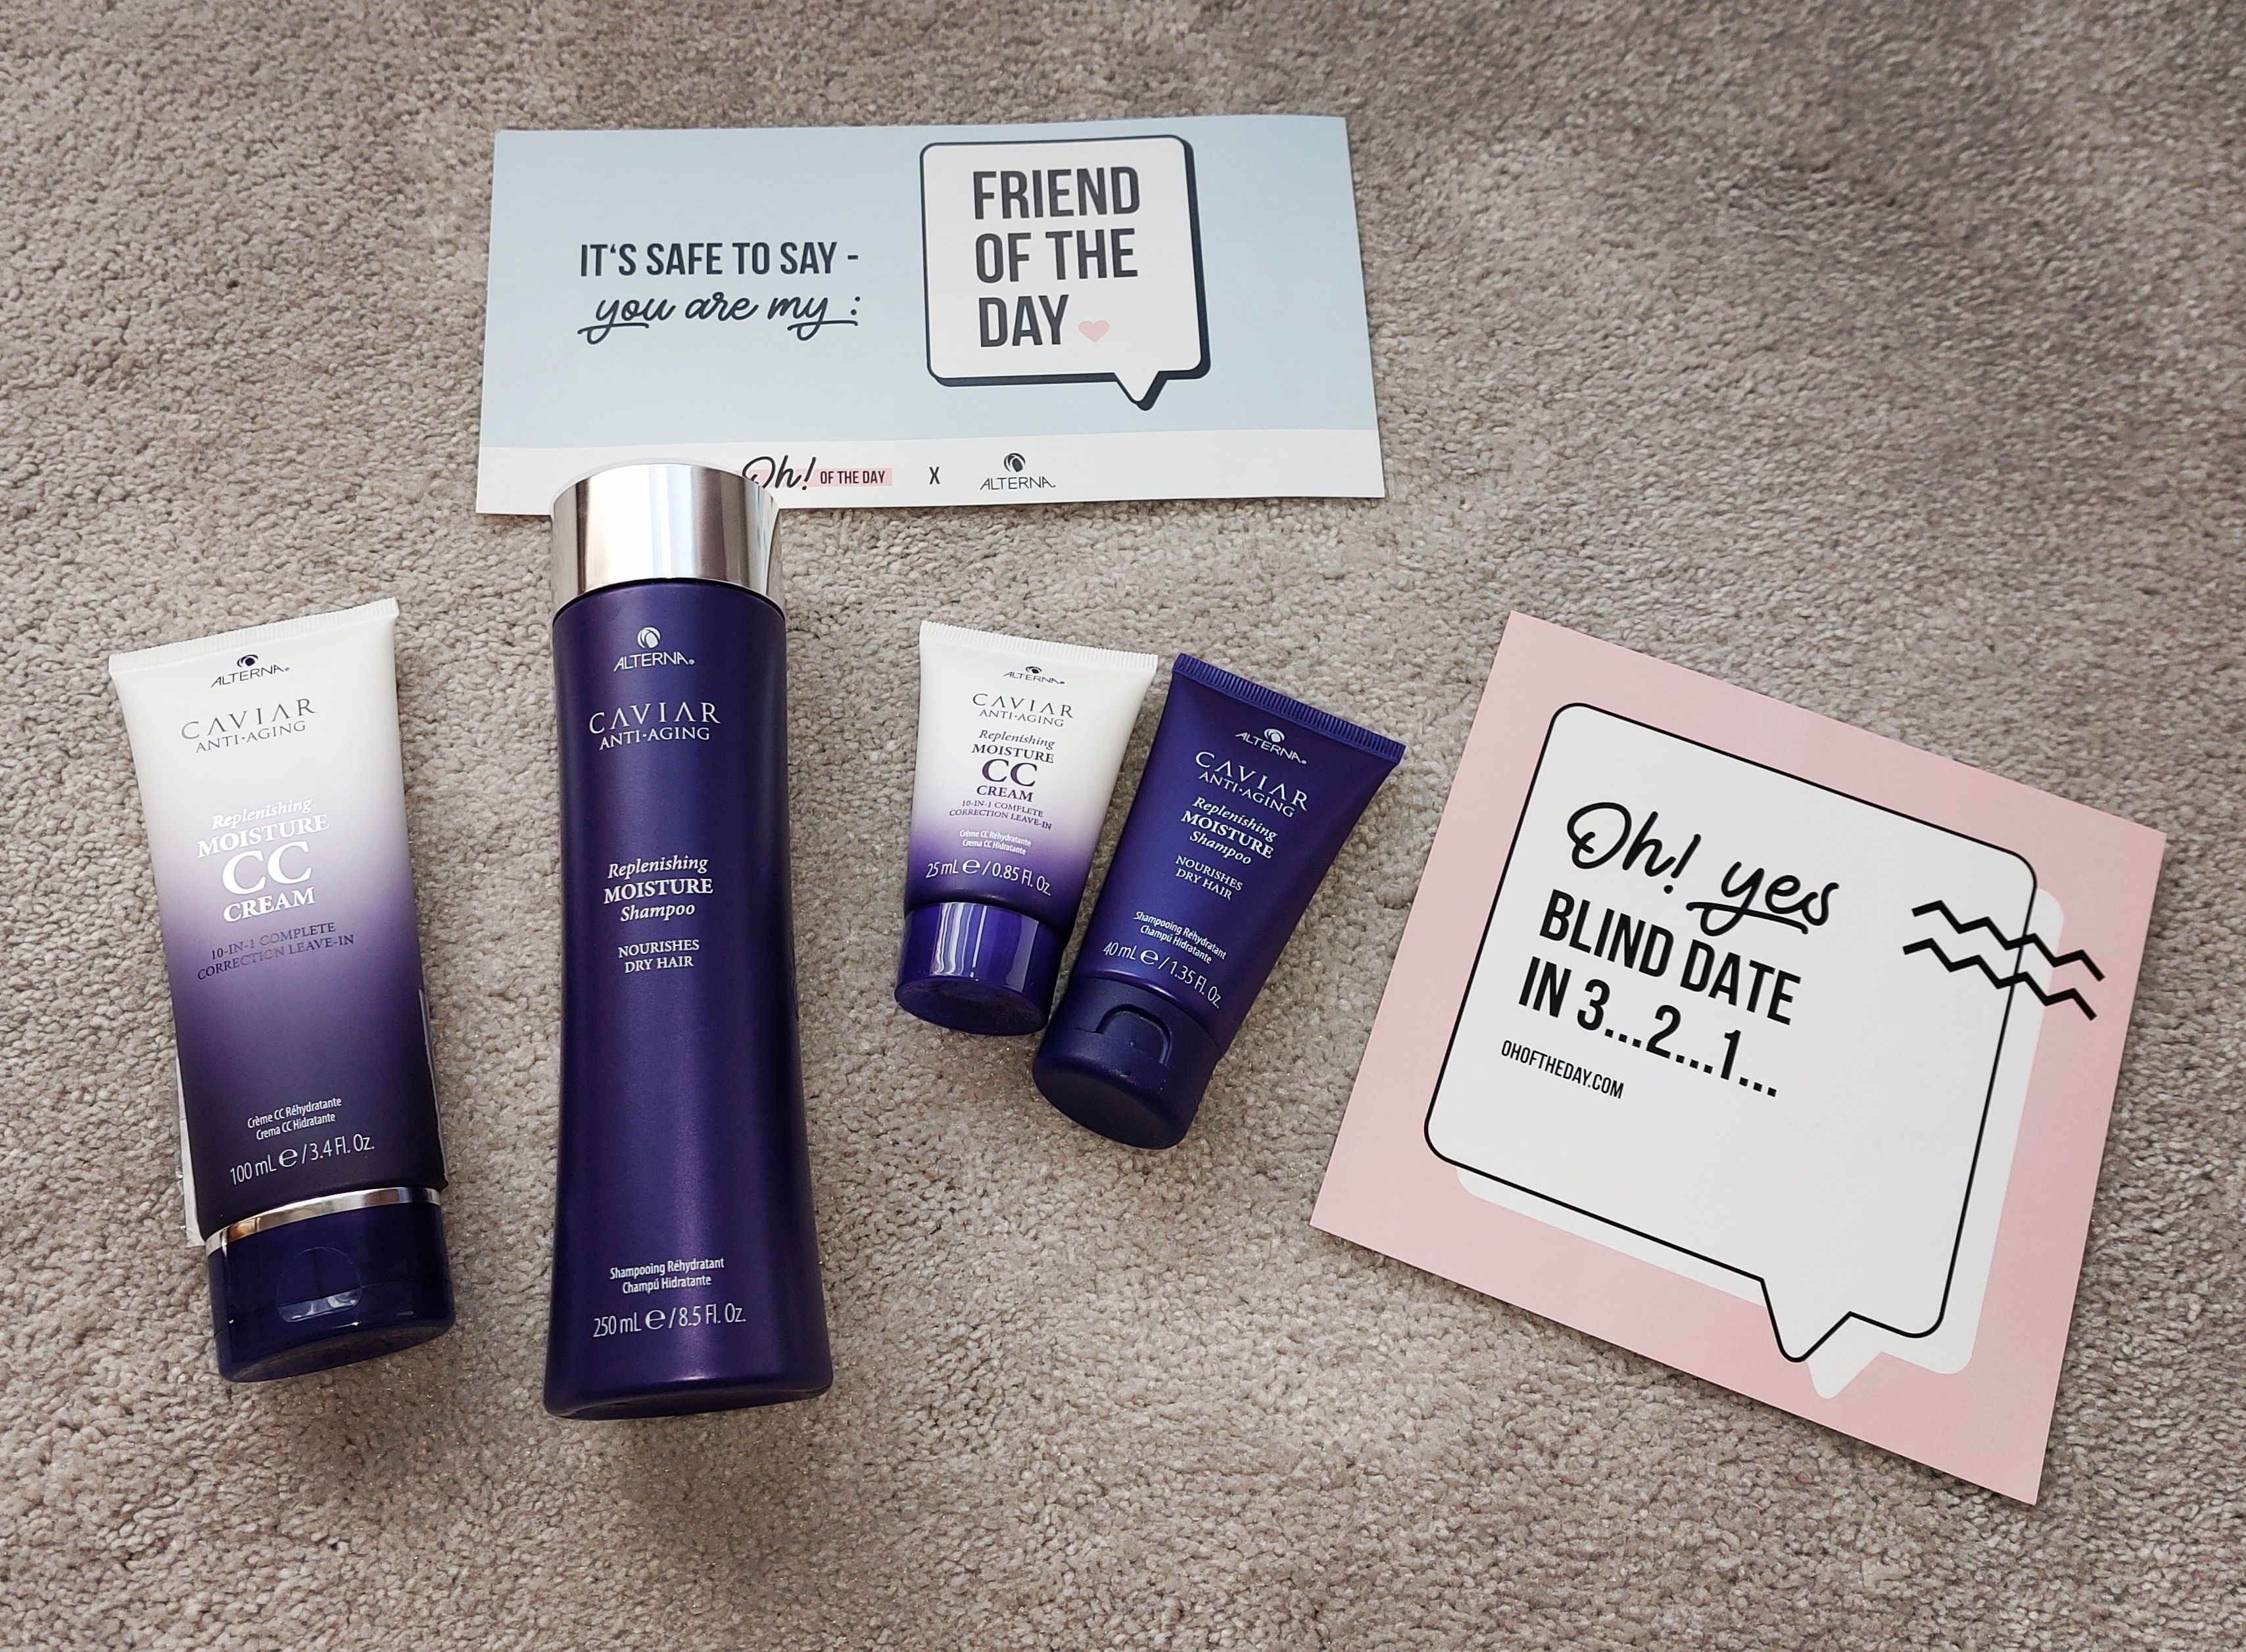 IT'S SAFE TO SAY -
you are my :
FRIEND
OF THE
DAY
Oh! OF THE DAY X ALTERNA®
ALTERNA®
CAVIAR
ANTI·AGING
Replenishing
MOISTURE
CC
CREAM
10-IN-1 COMPLETE
CORRECTION LEAVE-IN
Crème CC Réhydratante
Crema CC Hidratante
100 mL ℮ / 3.4 Fl. Oz.
ALTERNA®
CAVIAR
ANTI·AGING
Replenishing
MOISTURE
Shampoo
NOURISHES
DRY HAIR
Shampooing Réhydratant
Champú Hidratante
250 mL ℮ / 8.5 Fl. Oz.
ALTERNA®
CAVIAR
ANTI·AGING
Replenishing
MOISTURE
CC
CREAM
10-IN-1 COMPLETE
CORRECTION LEAVE-IN
Crème CC Réhydratante
Crema CC Hidratante
25 mL ℮ / 0.85 Fl. Oz.
ALTERNA®
CAVIAR
ANTI·AGING
Replenishing
MOISTURE
Shampoo
NOURISHES
DRY HAIR
Shampooing Réhydratant
Champú Hidratante
40 mL ℮ / 1.35 Fl. Oz.
Oh! yes
BLIND DATE
IN 3...2...1...
OHOFTHEDAY.COM